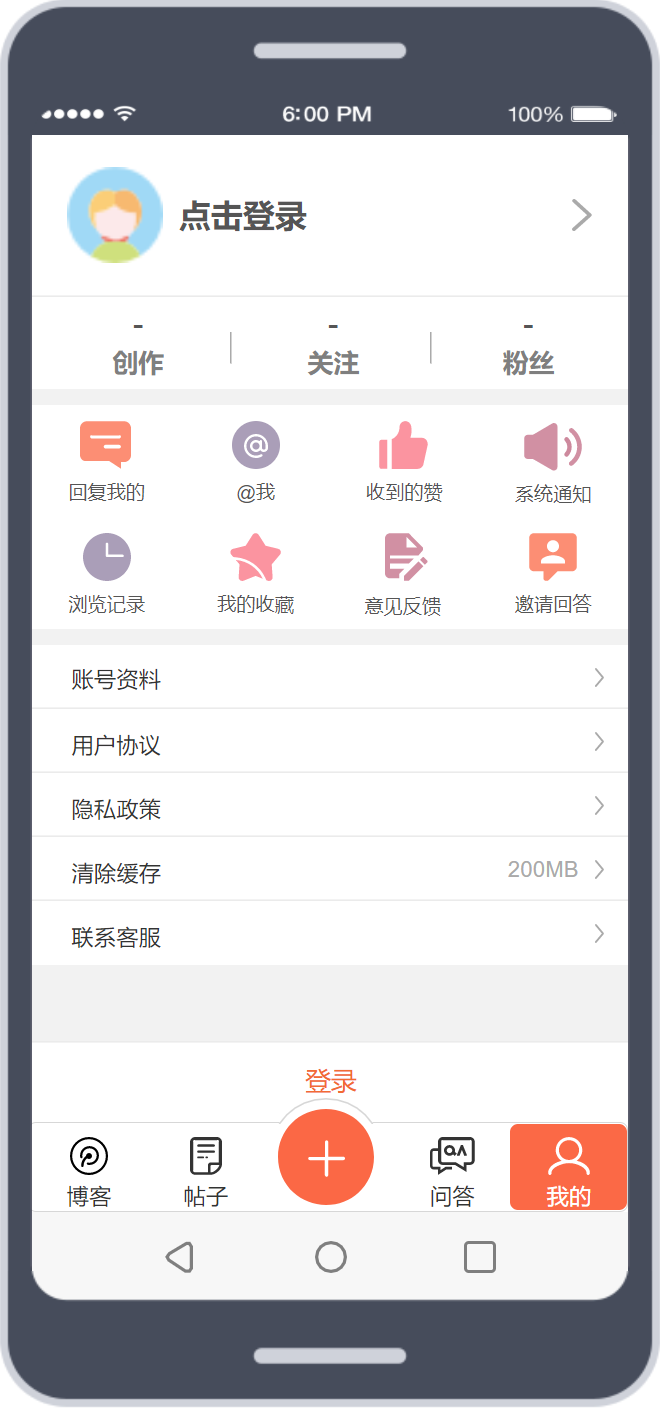 6:00 PM 100%
点击登录
- - -
创作 关注 粉丝
回复我的 @我 收到的赞 系统通知
浏览记录 我的收藏 意见反馈 邀请回答
账号资料
用户协议
隐私政策
清除缓存 200MB
联系客服
登录
博客 帖子 问答 我的